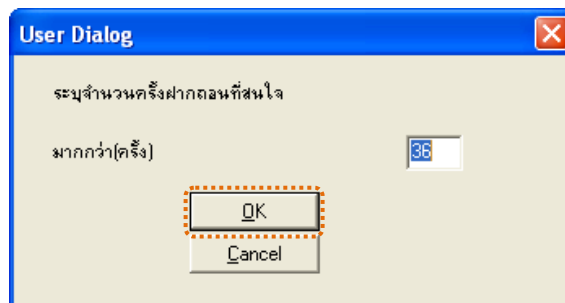 User Dialog
ระบุจำนวนครั้งฝากถอนที่สนใจ
มากกว่า(ครั้ง) 36
OK
Cancel